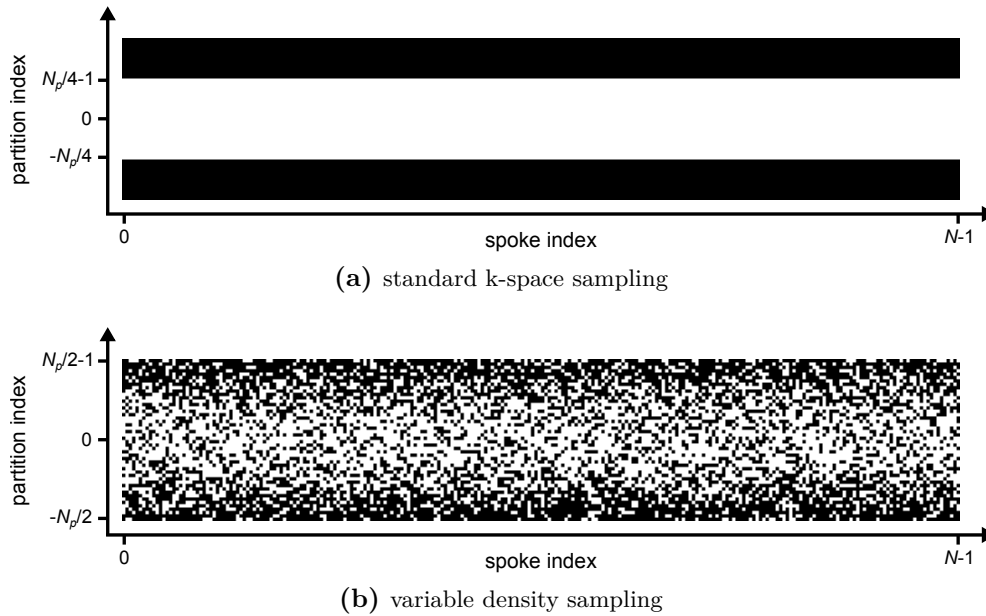 partition index
N_p/4-1
0
-N_p/4
0
spoke index
N-1
(a) standard k-space sampling
partition index
N_p/2-1
0
-N_p/2
0
spoke index
N-1
(b) variable density sampling